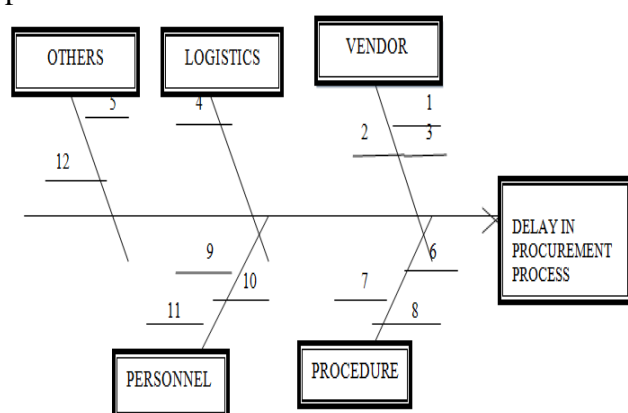 OTHERS
LOGISTICS
VENDOR
5
4
1
2
3
12
DELAY IN
PROCUREMENT
PROCESS
9
10
6
7
11
8
PERSONNEL
PROCEDURE